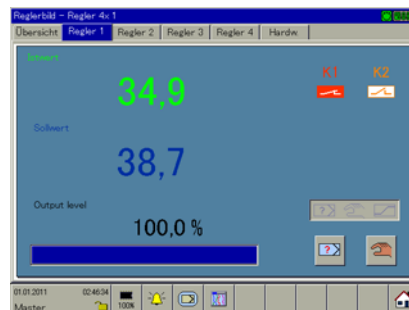 Reglerbild - Regler 4x 1
Übersicht Regler 1 Regler 2 Regler 3 Regler 4 Hardw.
Istwert
K1 K2
34,9
Sollwert
38,7
Output level
100,0 %
01.01.2011 02:46:34
Master 100%